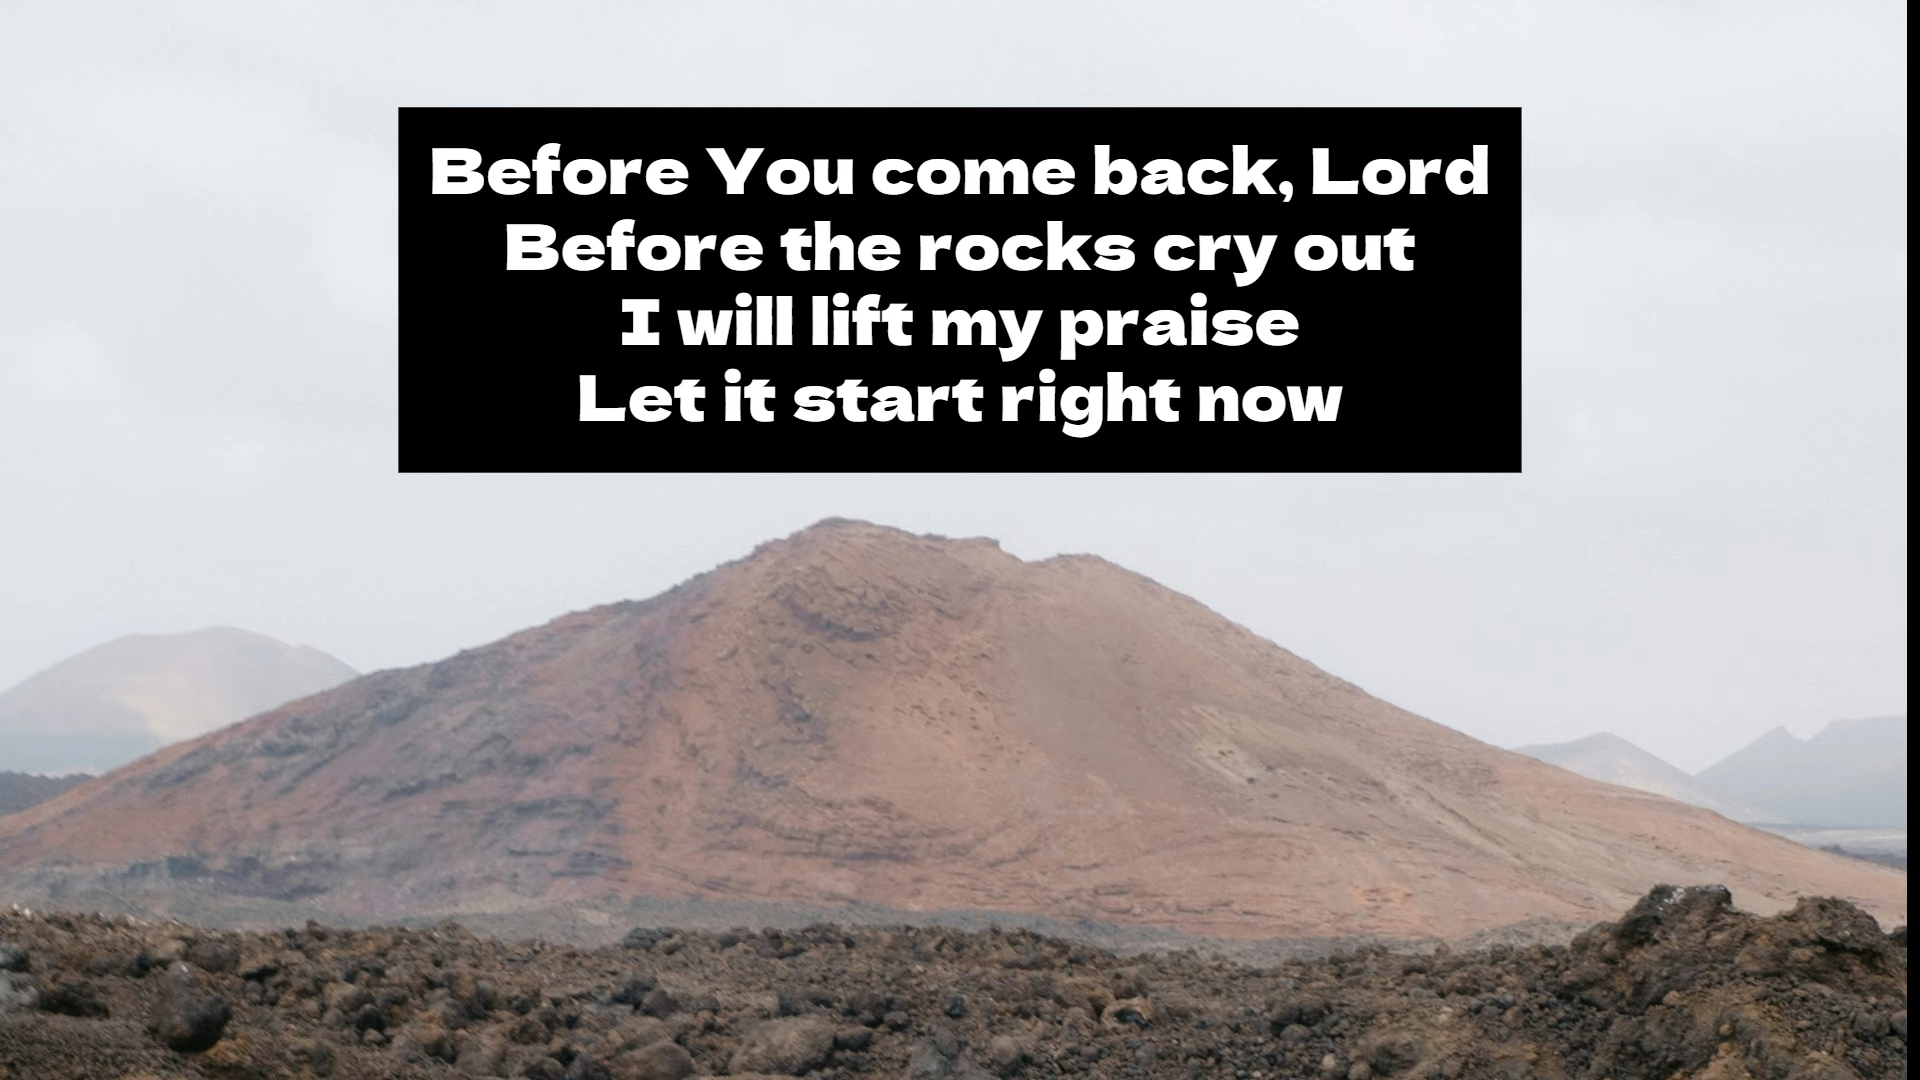 Before You come back, Lord
Before the rocks cry out
I will lift my praise
Let it start right now